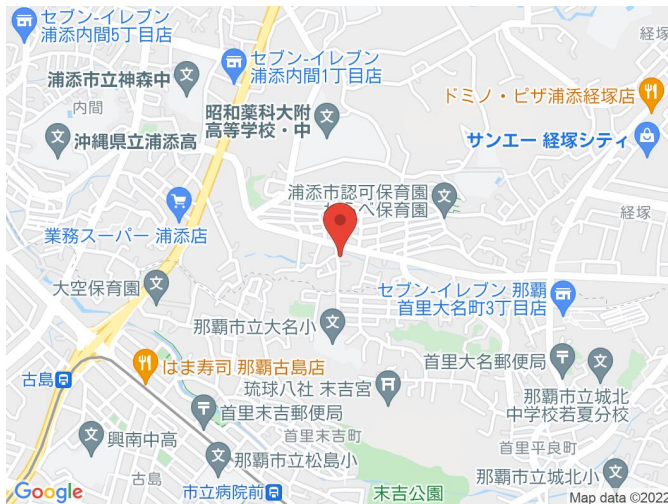 セブン-イレブン
浦添内間5丁目店
セブン-イレブン
浦添内間1丁目店
経塚
浦添市立神森中
内間
ドミノ・ピザ浦添経塚店
昭和薬科大附
高等学校・中
沖縄県立浦添高
サンエー 経塚シティ
浦添市認可保育園
べ保育園
経塚
業務スーパー 浦添店
大空保育園
セブン-イレブン 那覇
首里大名町3丁目店
那覇市立大名小
首里大名郵便局
はま寿司 那覇古島店
古島
琉球八社 末吉宮
那覇市立城北
中学校若夏分校
首里末吉郵便局
首里末吉町
興南中高
首里平良町
古島
那覇市立松島小
那覇市立城北小
市立病院前
末吉公園
Google
Map data ©2022